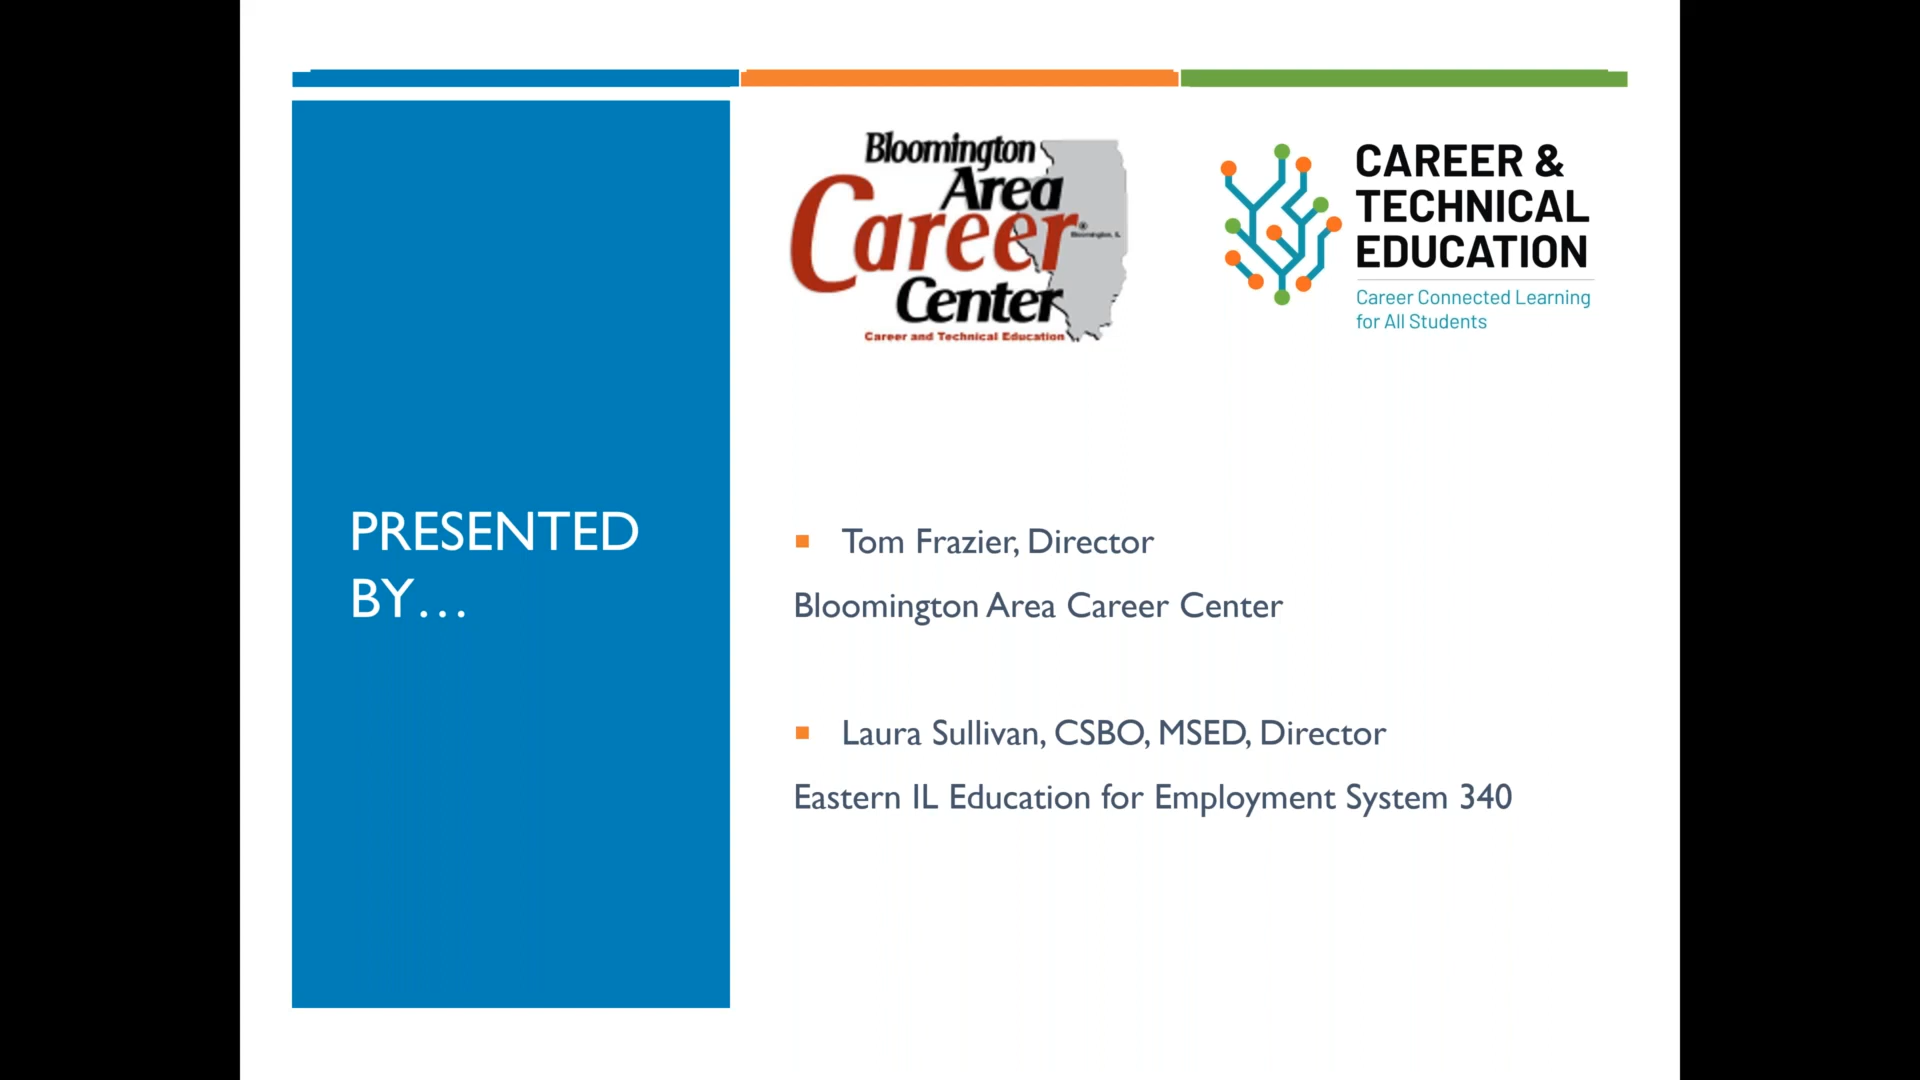 Bloomington
Area
Career
Bloomington, IL
Center
Career and Technical Education
CAREER &
TECHNICAL
EDUCATION
Career Connected Learning
for All Students
PRESENTED
BY…
Tom Frazier, Director
Bloomington Area Career Center
Laura Sullivan, CSBO, MSED, Director
Eastern IL Education for Employment System 340